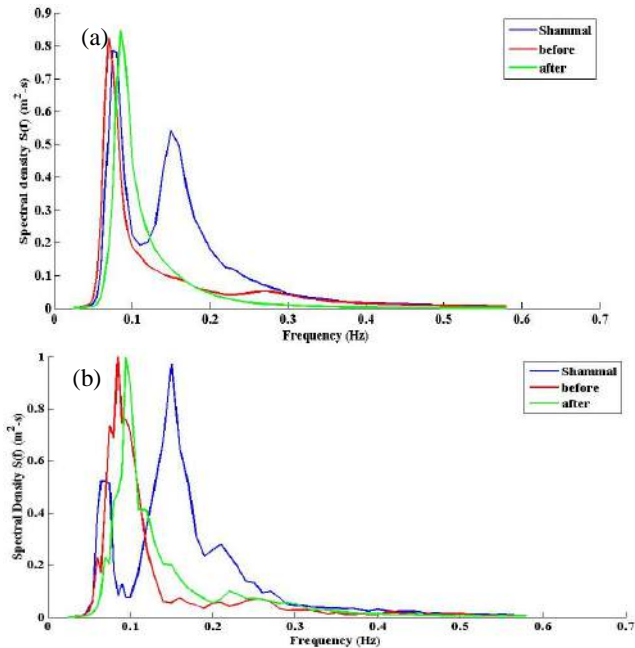 (a)
Shammal
before
after
Spectral density S(f) (m²-s)
0.9
0.8
0.7
0.6
0.5
0.4
0.3
0.2
0.1
0
0 0.1 0.2 0.3 0.4 0.5 0.6 0.7
Frequency (Hz)
(b)
Shammal
before
after
Spectral Density S(f) (m²-s)
1
0.8
0.6
0.4
0.2
0
0 0.1 0.2 0.3 0.4 0.5 0.6 0.7
Frequency (Hz)